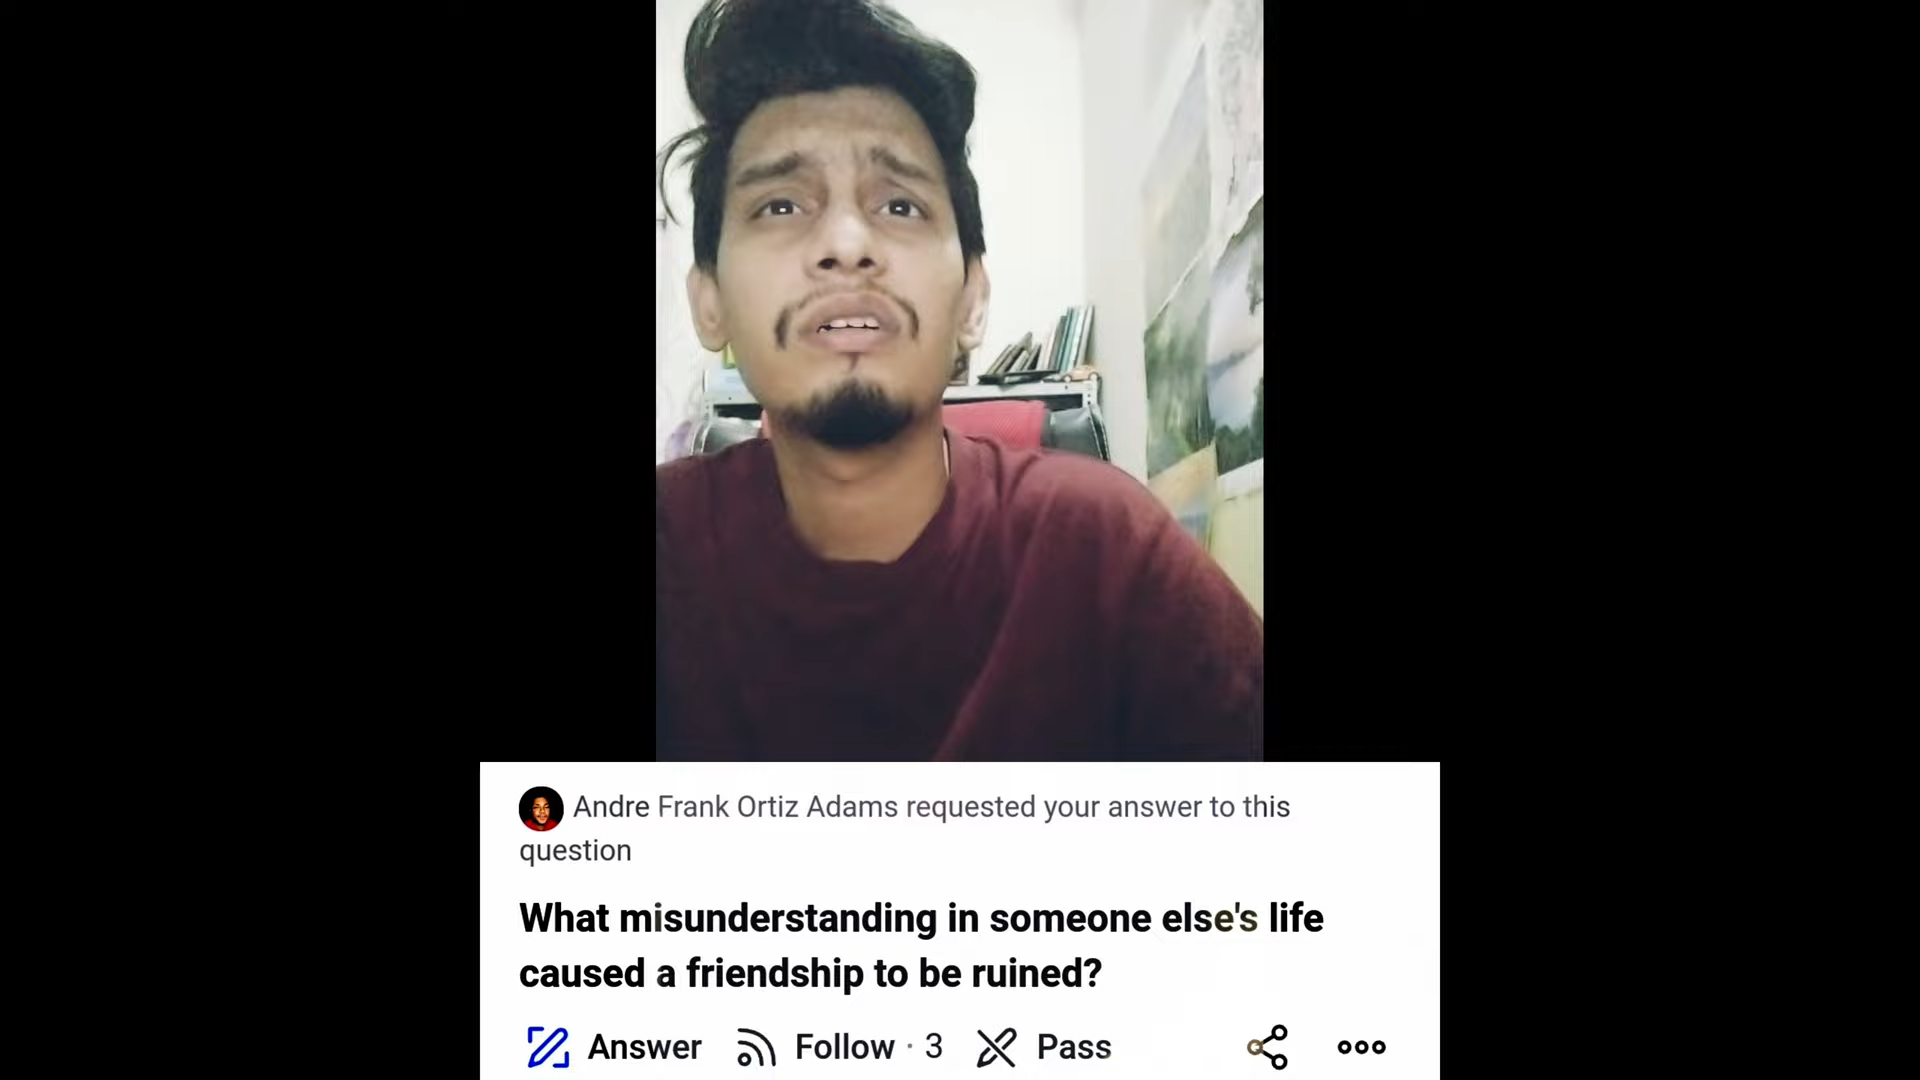 Andre Frank Ortiz Adams requested your answer to this
question
What misunderstanding in someone else's life
caused a friendship to be ruined?
Answer Follow · 3 Pass